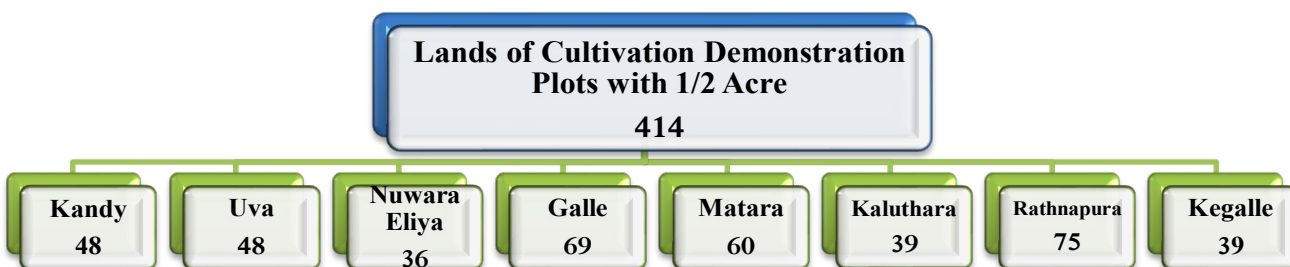 Lands of Cultivation Demonstration
Plots with 1/2 Acre
414
Kandy
48
Uva
48
Nuwara
Eliya
36
Galle
69
Matara
60
Kaluthara
39
Rathnapura
75
Kegalle
39